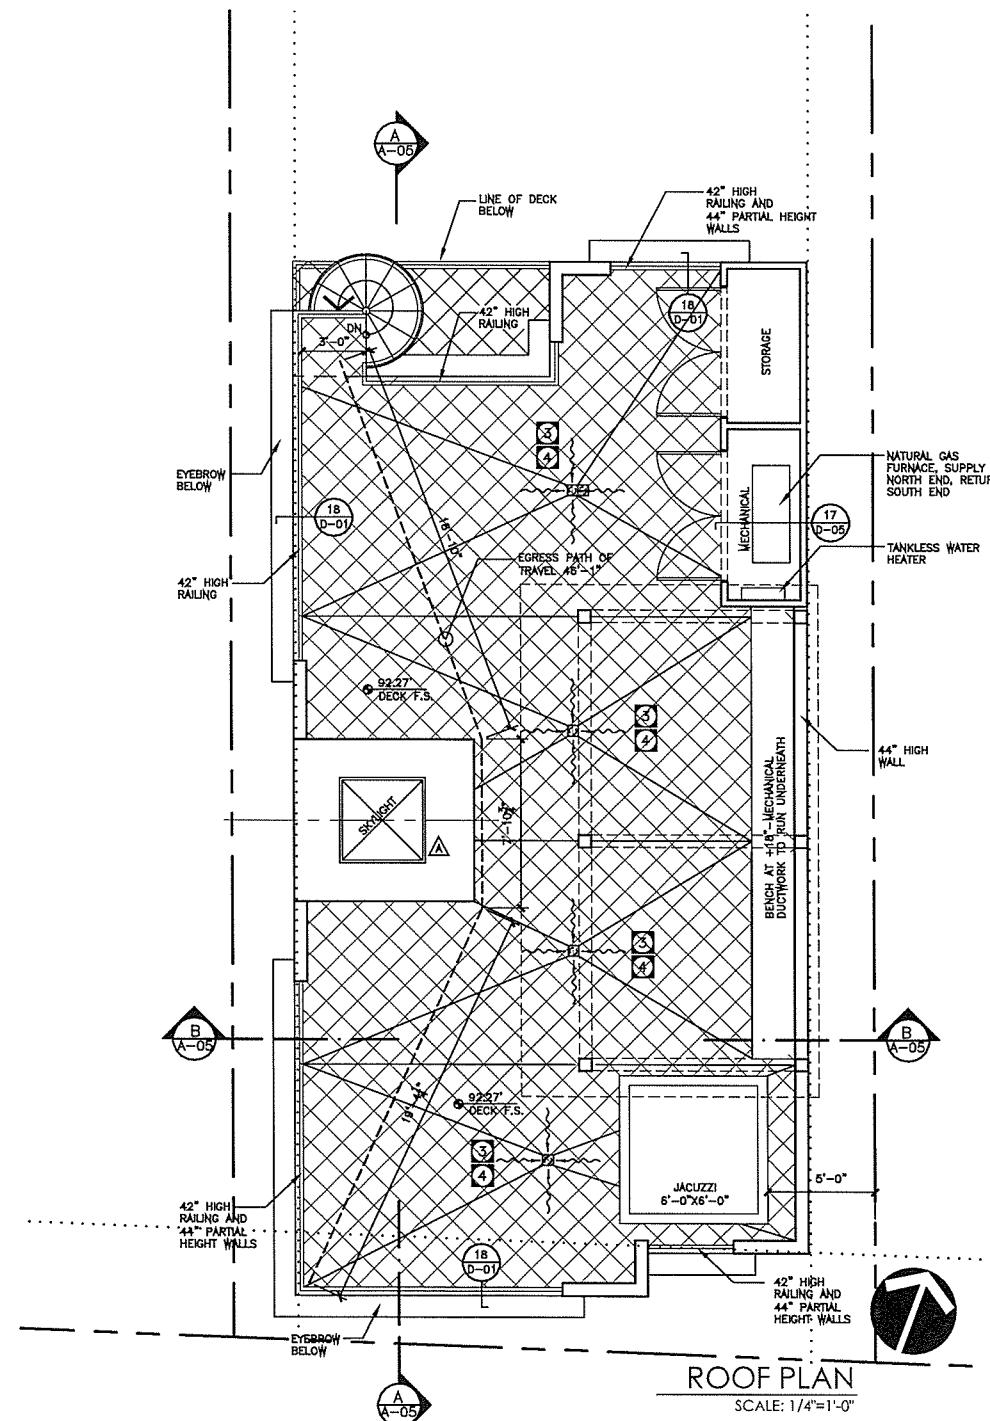 A
A-05
LINE OF DECK
BELOW
42" HIGH
RAILING AND
44" PARTIAL HEIGHT
WALLS
18
D-01
42" HIGH
RAILING
DN
3'-0"
STORAGE
3
4
EYEBROW
BELOW
18
D-01
MECHANICAL
NATURAL GAS
FURNACE, SUPPLY
NORTH END, RETU
SOUTH END
17
D-05
18'-10"
EGRESS PATH OF
TRAVEL 46'-1"
TANKLESS WATER
HEATER
42" HIGH
RAILING
92.27'
DECK F.S.
3
4
44" HIGH
WALL
SKYLIGHT
A
BENCH AT +18"-MECHANICAL
DUCTWORK TO RUN UNDERNEATH
3
4
B
A-05
B
A-05
92.27'
DECK F.S.
3
4
JACUZZI
6'-0"X6'-0"
5'-0"
42" HIGH
RAILING AND
44" PARTIAL
HEIGHT WALLS
18
D-01
42" HIGH
RAILING AND
44" PARTIAL
HEIGHT WALLS
EYEBROW
BELOW
ROOF PLAN
SCALE: 1/4"=1'-0"
A
A-05